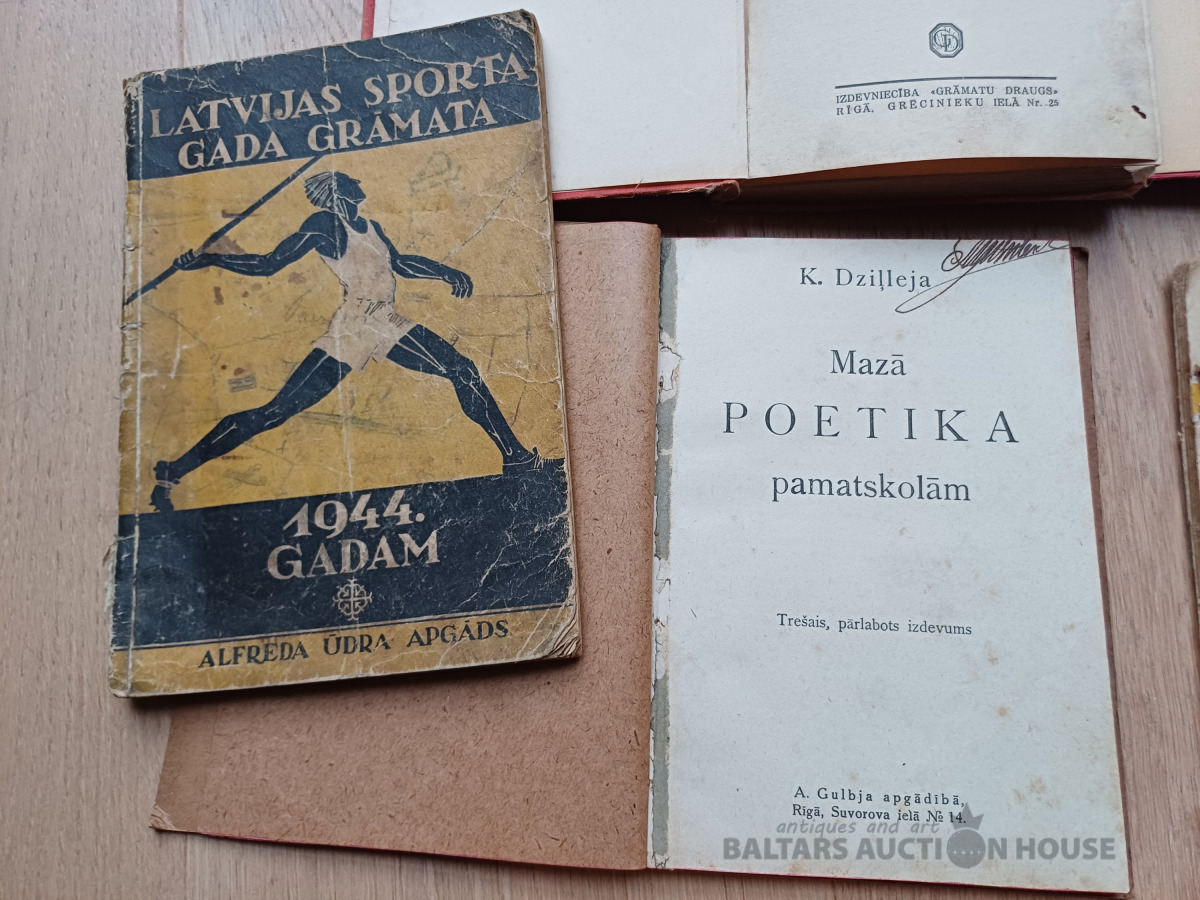 LATVIJAS SPORTA
GADA GRĀMATA
1944.
GADAM
ALFRĒDA ŪDRA APGĀDS
IZDEVNIECĪBA «GRĀMATU DRAUGS»
RĪGĀ, GRĒCINIEKU IELĀ Nr. 25
K. Dziļleja
Mazā
POETIKA
pamatskolām
Trešais, pārlabots izdevums
A. Gulbja apgādībā,
Rīgā, Suvorova ielā № 14.
antiques and art
BALTARS AUCTION HOUSE